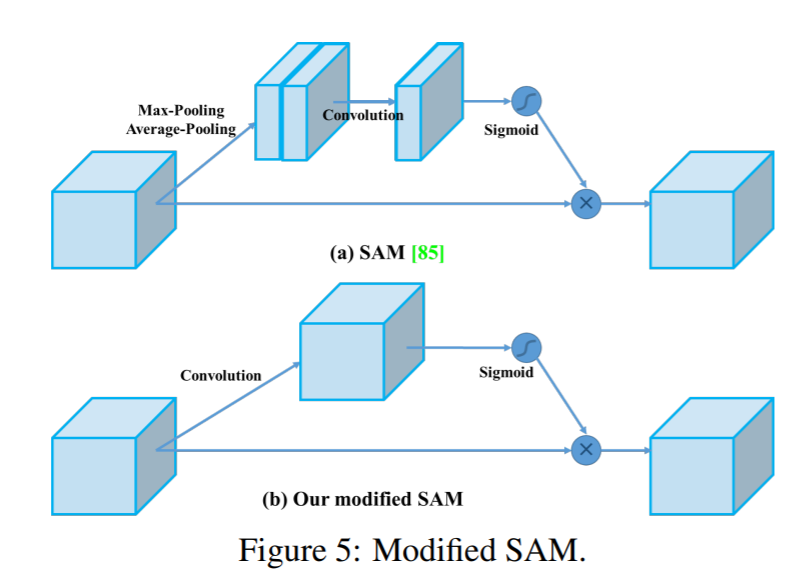 Max-Pooling
Average-Pooling
Convolution
Sigmoid
×
(a) SAM [85]
Convolution
Sigmoid
×
(b) Our modified SAM
Figure 5: Modified SAM.